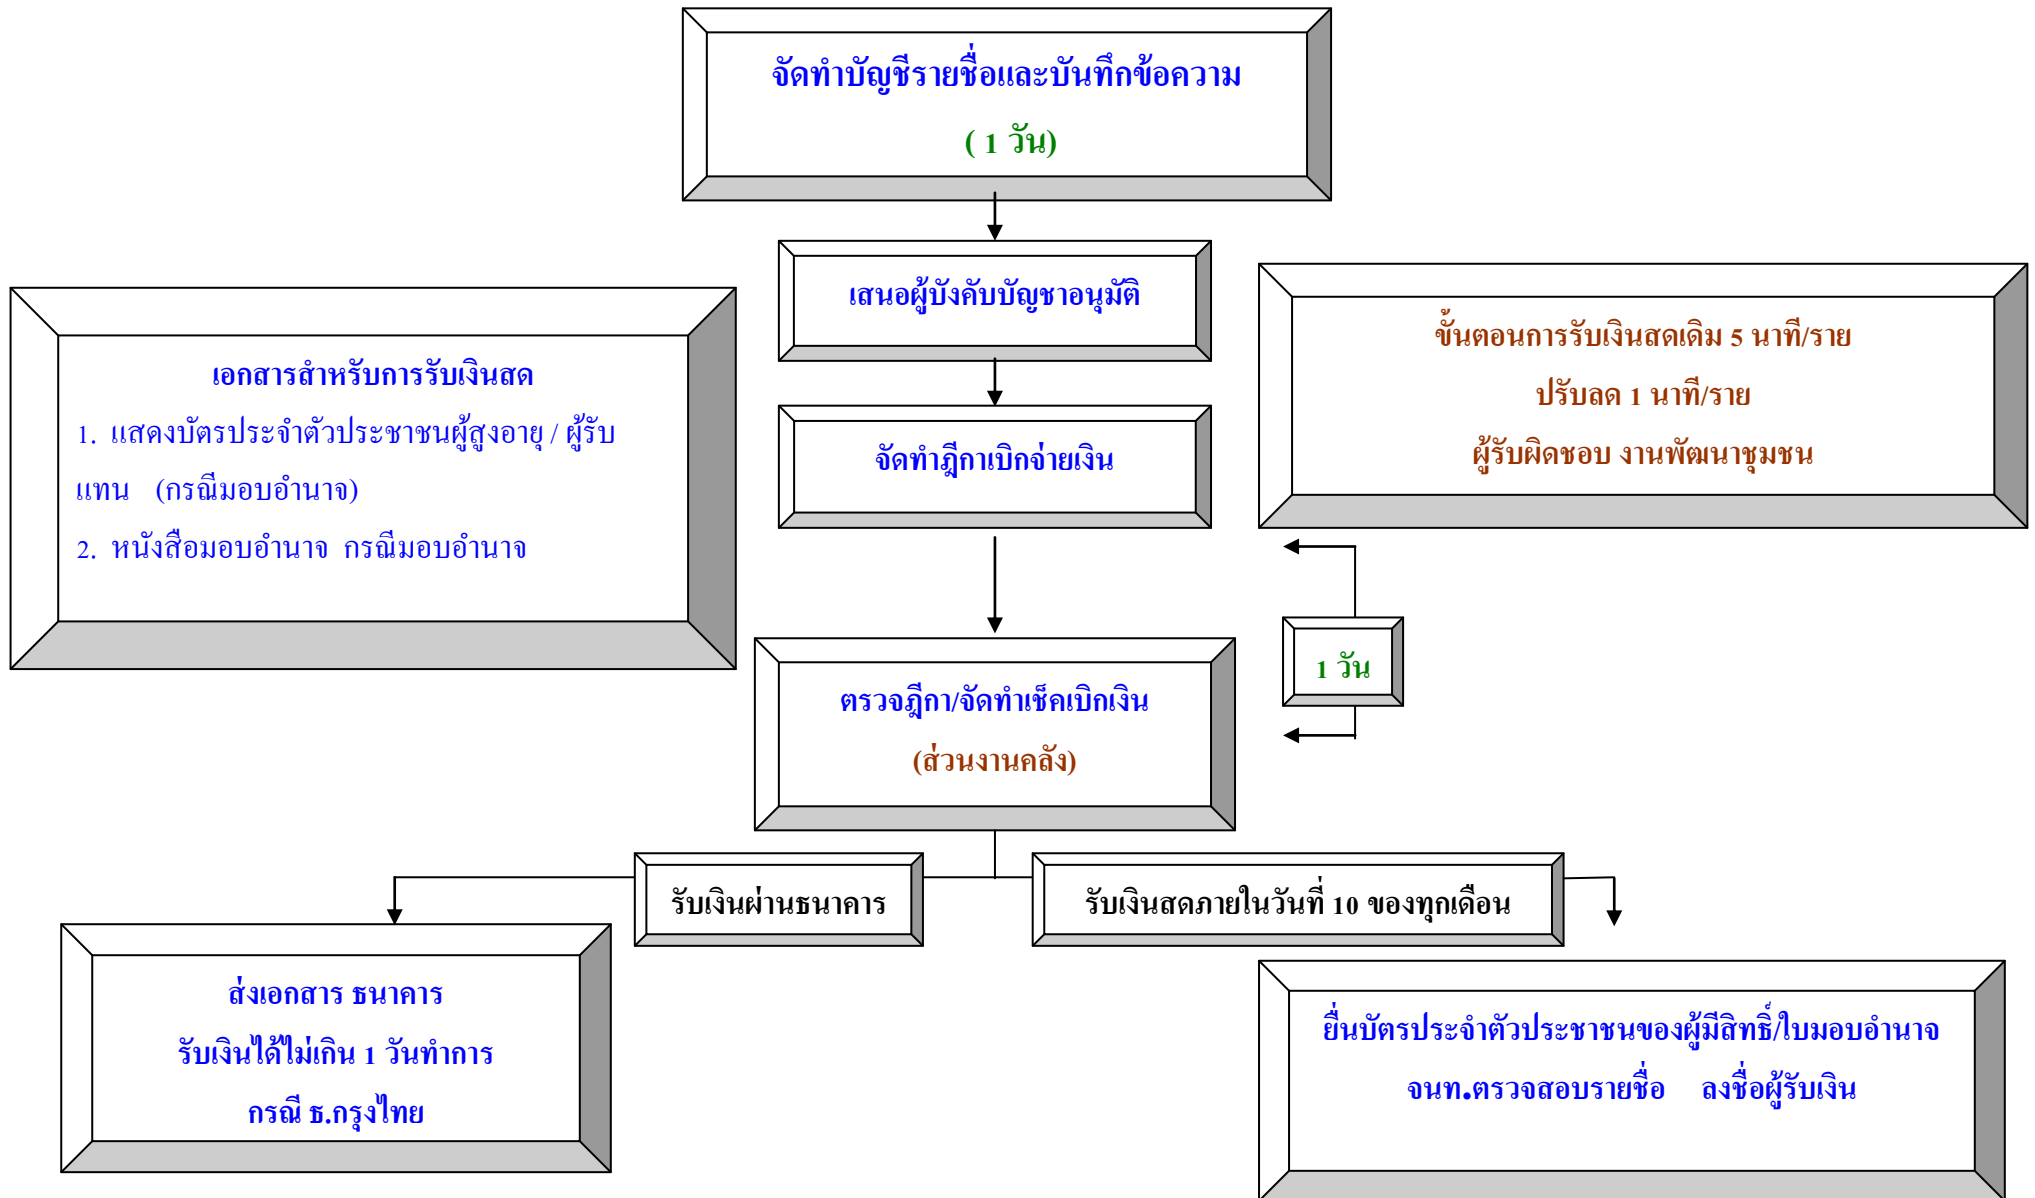 จัดทำบัญชีรายชื่อและบันทึกข้อความ
( 1 วัน)
เสนอผู้บังคับบัญชาอนุมัติ
เอกสารสำหรับการรับเงินสด
1. แสดงบัตรประจำตัวประชาชนผู้สูงอายุ / ผู้รับ
แทน (กรณีมอบอำนาจ)
2. หนังสือมอบอำนาจ กรณีมอบอำนาจ
จัดทำฎีกาเบิกจ่ายเงิน
ขั้นตอนการรับเงินสดเดิม 5 นาที/ราย
ปรับลด 1 นาที/ราย
ผู้รับผิดชอบ งานพัฒนาชุมชน
1 วัน
ตรวจฎีกา/จัดทำเช็คเบิกเงิน
(ส่วนงานคลัง)
รับเงินผ่านธนาคาร
รับเงินสดภายในวันที่ 10 ของทุกเดือน
ส่งเอกสาร ธนาคาร
รับเงินได้ไม่เกิน 1 วันทำการ
กรณี ธ.กรุงไทย
ยื่นบัตรประจำตัวประชาชนของผู้มีสิทธิ์/ใบมอบอำนาจ
จนท.ตรวจสอบรายชื่อ ลงชื่อผู้รับเงิน